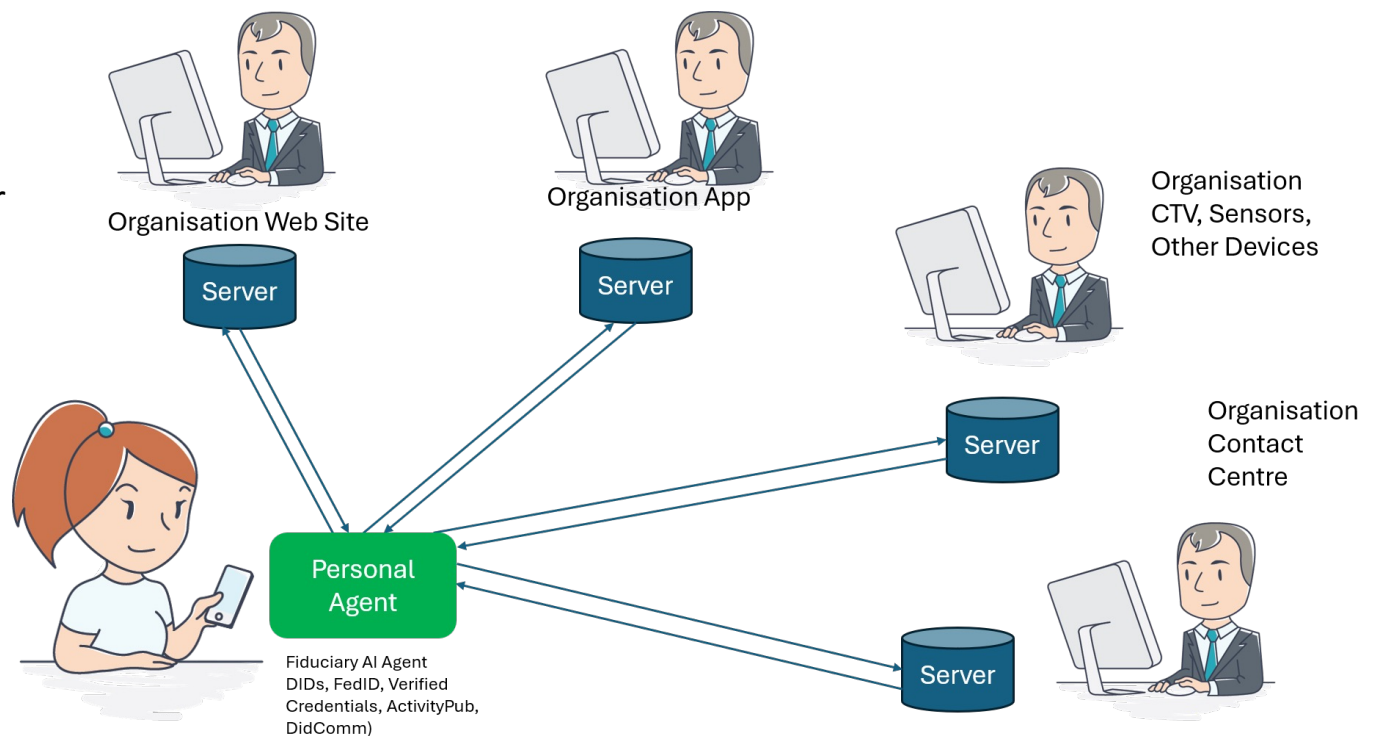 r
Organisation Web Site
Server
Organisation App
Server
Organisation
CTV, Sensors,
Other Devices
Server
Organisation
Contact
Centre
Server
Personal
Agent
Fiduciary AI Agent
DIDs, FedID, Verified
Credentials, ActivityPub,
DidComm)